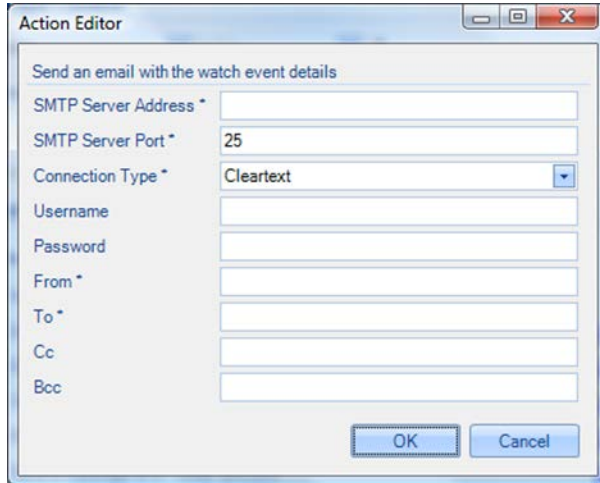 Action Editor
Send an email with the watch event details
SMTP Server Address *
SMTP Server Port * 25
Connection Type * Cleartext
Username
Password
From *
To *
Cc
Bcc
OK Cancel